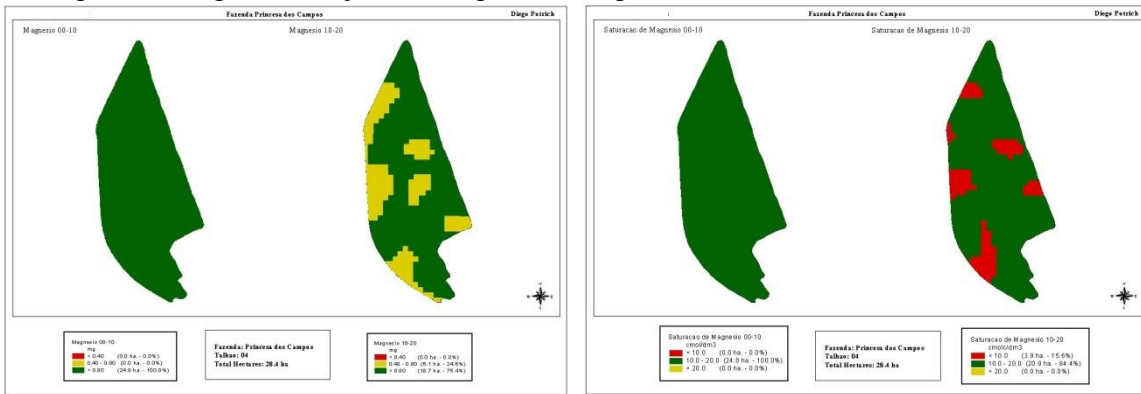 Fazenda Princesa dos Campos
Diego Petrich
Magnesio 00-10
Magnesio 10-20
Magnesio 00-10
mg
< 0.40 (0.0 ha. - 0.0%)
0.40 - 0.80 (0.0 ha. - 0.0%)
> 0.80 (24.8 ha. - 100.0%)
Fazenda: Princesa dos Campos
Talhao: 04
Total Hectares: 28.4 ha
Magnesio 10-20
mg
< 0.40 (0.0 ha. - 0.0%)
0.40 - 0.80 (6.1 ha. - 24.6%)
> 0.80 (18.7 ha. - 75.4%)
Fazenda Princesa dos Campos
Diego Petrich
Saturacao de Magnesio 00-10
Saturacao de Magnesio 10-20
Saturacao de Magnesio 00-10
cmolc/dm3
< 10.0 (0.0 ha. - 0.0%)
10.0 - 20.0 (24.8 ha. - 100.0%)
> 20.0 (0.0 ha. - 0.0%)
Fazenda: Princesa dos Campos
Talhao: 04
Total Hectares: 28.4 ha
Saturacao de Magnesio 10-20
cmolc/dm3
< 10.0 (3.9 ha. - 15.6%)
10.0 - 20.0 (20.9 ha. - 84.4%)
> 20.0 (0.0 ha. - 0.0%)